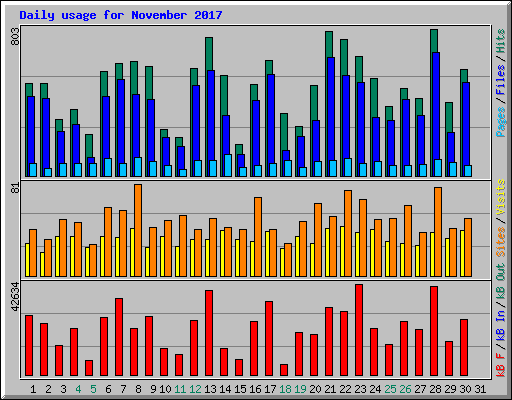 Daily usage for November 2017
803
81
42634
Pages / Files / Hits
Sites / Visits
kB F / kB In / kB Out
1 2 3 4 5 6 7 8 9 10 11 12 13 14 15 16 17 18 19 20 21 22 23 24 25 26 27 28 29 30 31